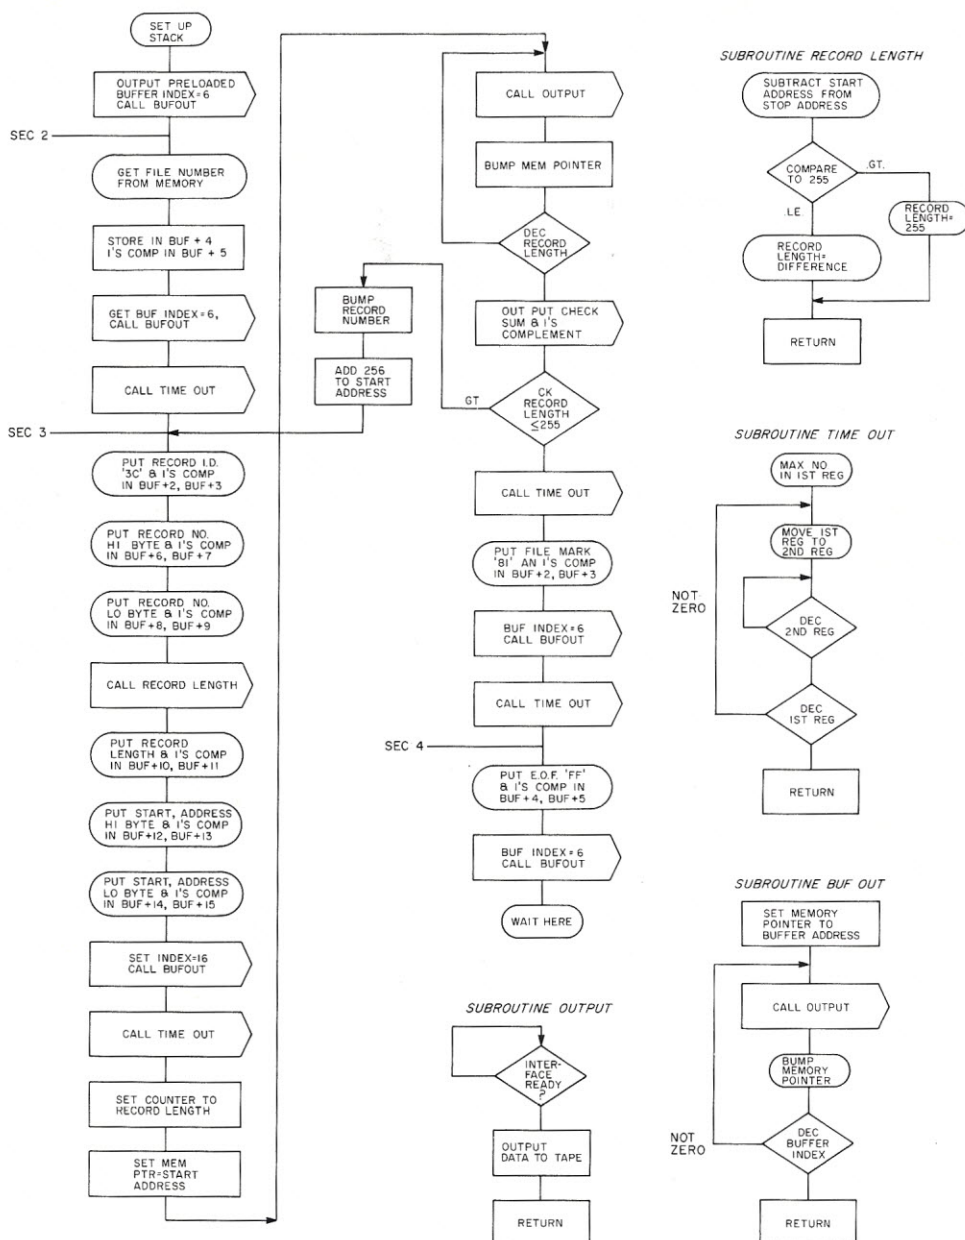 SET UP
STACK
OUTPUT PRELOADED
BUFFER INDEX=6
CALL BUFOUT
SEC 2
GET FILE NUMBER
FROM MEMORY
STORE IN BUF + 4
1'S COMP IN BUF + 5
GET BUF INDEX=6,
CALL BUFOUT
CALL TIME OUT
SEC 3
PUT RECORD I.D.
'3C' & 1'S COMP
IN BUF+2, BUF+3
PUT RECORD NO.
HI BYTE & 1'S COMP
IN BUF+6, BUF+7
PUT RECORD NO.
LO BYTE & 1'S COMP
IN BUF+8, BUF+9
CALL RECORD LENGTH
PUT RECORD
LENGTH & 1'S COMP
IN BUF+10, BUF+11
PUT START, ADDRESS
HI BYTE & 1'S COMP
IN BUF+12, BUF+13
PUT START, ADDRESS
LO BYTE & 1'S COMP
IN BUF+14, BUF+15
SET INDEX=16
CALL BUFOUT
CALL TIME OUT
SET COUNTER TO
RECORD LENGTH
SET MEM
PTR=START
ADDRESS
CALL OUTPUT
BUMP MEM POINTER
DEC
RECORD
LENGTH
OUT PUT CHECK
SUM & 1'S
COMPLEMENT
CK
RECORD
LENGTH
≤255
GT
BUMP
RECORD
NUMBER
ADD 256
TO START
ADDRESS
CALL TIME OUT
PUT FILE MARK
'81' AN 1'S COMP
IN BUF+2, BUF+3
BUF INDEX=6
CALL BUFOUT
CALL TIME OUT
SEC 4
PUT E.O.F. 'FF'
& 1'S COMP IN
BUF+4, BUF+5
BUF INDEX=6
CALL BUFOUT
WAIT HERE
SUBROUTINE OUTPUT
INTER-
FACE
READY
?
OUTPUT
DATA TO TAPE
RETURN
SUBROUTINE RECORD LENGTH
SUBTRACT START
ADDRESS FROM
STOP ADDRESS
COMPARE
TO 255
.GT.
.LE.
RECORD
LENGTH=
255
RECORD
LENGTH=
DIFFERENCE
RETURN
SUBROUTINE TIME OUT
MAX NO
IN 1ST REG
MOVE 1ST
REG TO
2ND REG
NOT
ZERO
DEC
2ND REG
DEC
1ST REG
RETURN
SUBROUTINE BUF OUT
SET MEMORY
POINTER TO
BUFFER ADDRESS
CALL OUTPUT
BUMP
MEMORY
POINTER
NOT
ZERO
DEC
BUFFER
INDEX
RETURN